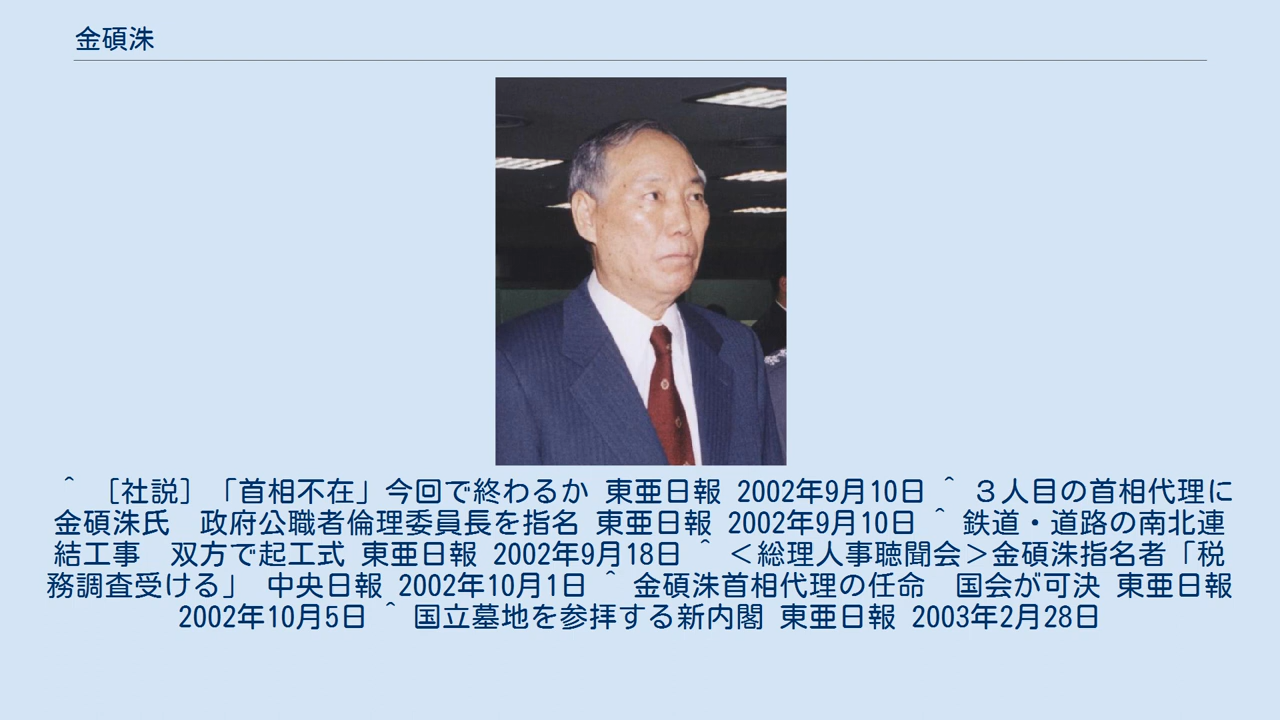 金碩洙
^ ［社説］「首相不在」今回で終わるか 東亜日報 2002年9月10日 ^ ３人目の首相代理に
金碩洙氏　政府公職者倫理委員長を指名 東亜日報 2002年9月10日 ^ 鉄道・道路の南北連
結工事　双方で起工式 東亜日報 2002年9月18日 ^ ＜総理人事聴聞会＞金碩洙指名者「税
務調査受ける」 中央日報 2002年10月1日 ^ 金碩洙首相代理の任命　国会が可決 東亜日報
2002年10月5日 ^ 国立墓地を参拝する新内閣 東亜日報 2003年2月28日